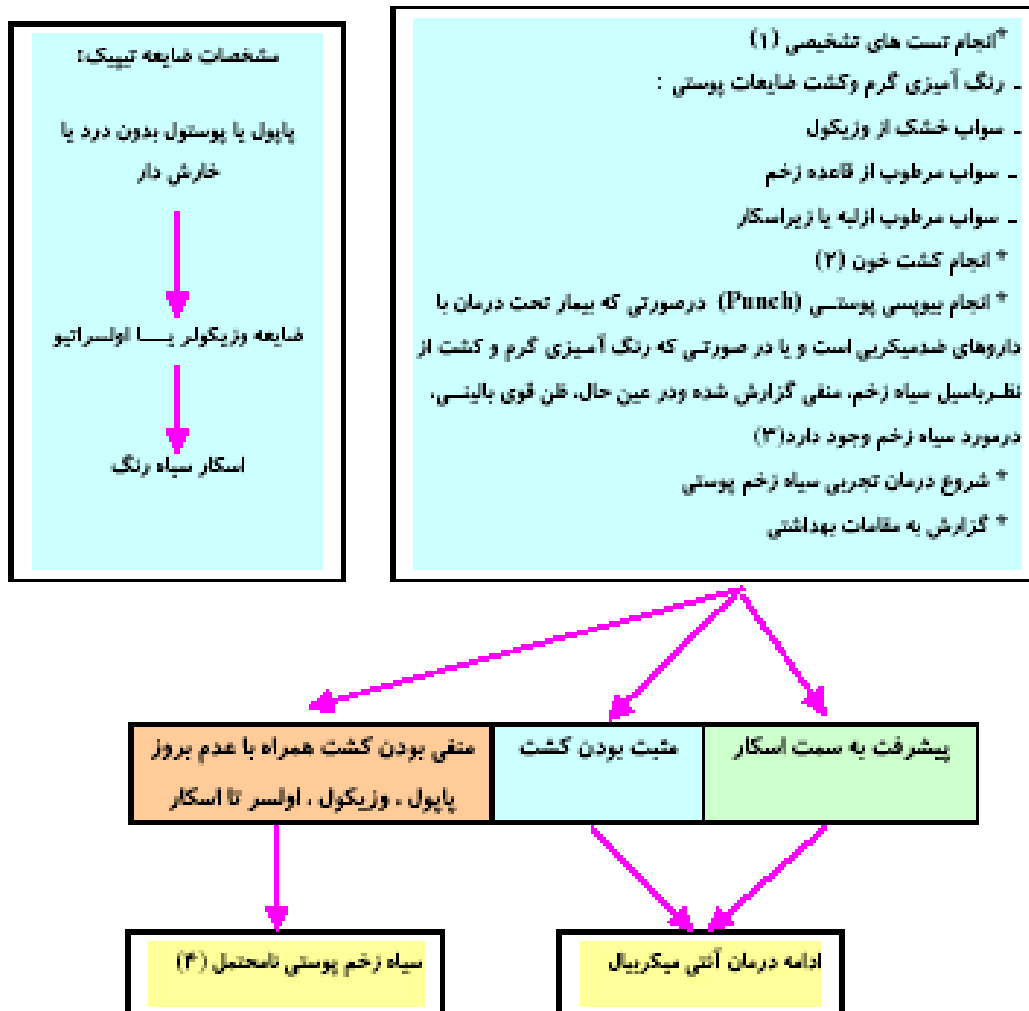 *انجام تست های تشخیصی (۱)
ـ رنگ آمیزی گرم وکشت ضایعات پوستی :
ـ سواب خشک از وزیکول
ـ سواب مرطوب از قاعده زخم
ـ سواب مرطوب ازلبه یا زیراسکار
* انجام کشت خون (۲)
* انجام بیوپسی پوستـی (Punch) درصورتی که بیمار تحت درمان با
داروهای ضدمیکربی است و یا در صورتـی که رنگ آمیزی گرم و کشت از
نظـرباسیل سیاه زخم، منفی گزارش شده ودر عین حال، ظن قوی بالینـی،
درمورد سیاه زخم وجود دارد(۳)
* شروع درمان تجربی سیاه زخم پوستی
* گزارش به مقامات بهداشتی
مشخصات ضایعه تیپیک:
پاپول یا پوستول بدون درد یا
خارش دار
ضایعه وزیکولر یـــا اولسراتیو
اسکار سیاه رنگ
پیشرفت به سمت اسکار
مثبت بودن کشت
منفی بودن کشت همراه با عدم بروز
پاپول ، وزیکول ، اولسر تا اسکار
ادامه درمان آنتی میکربیال
سیاه زخم پوستی نامحتمل (۴)